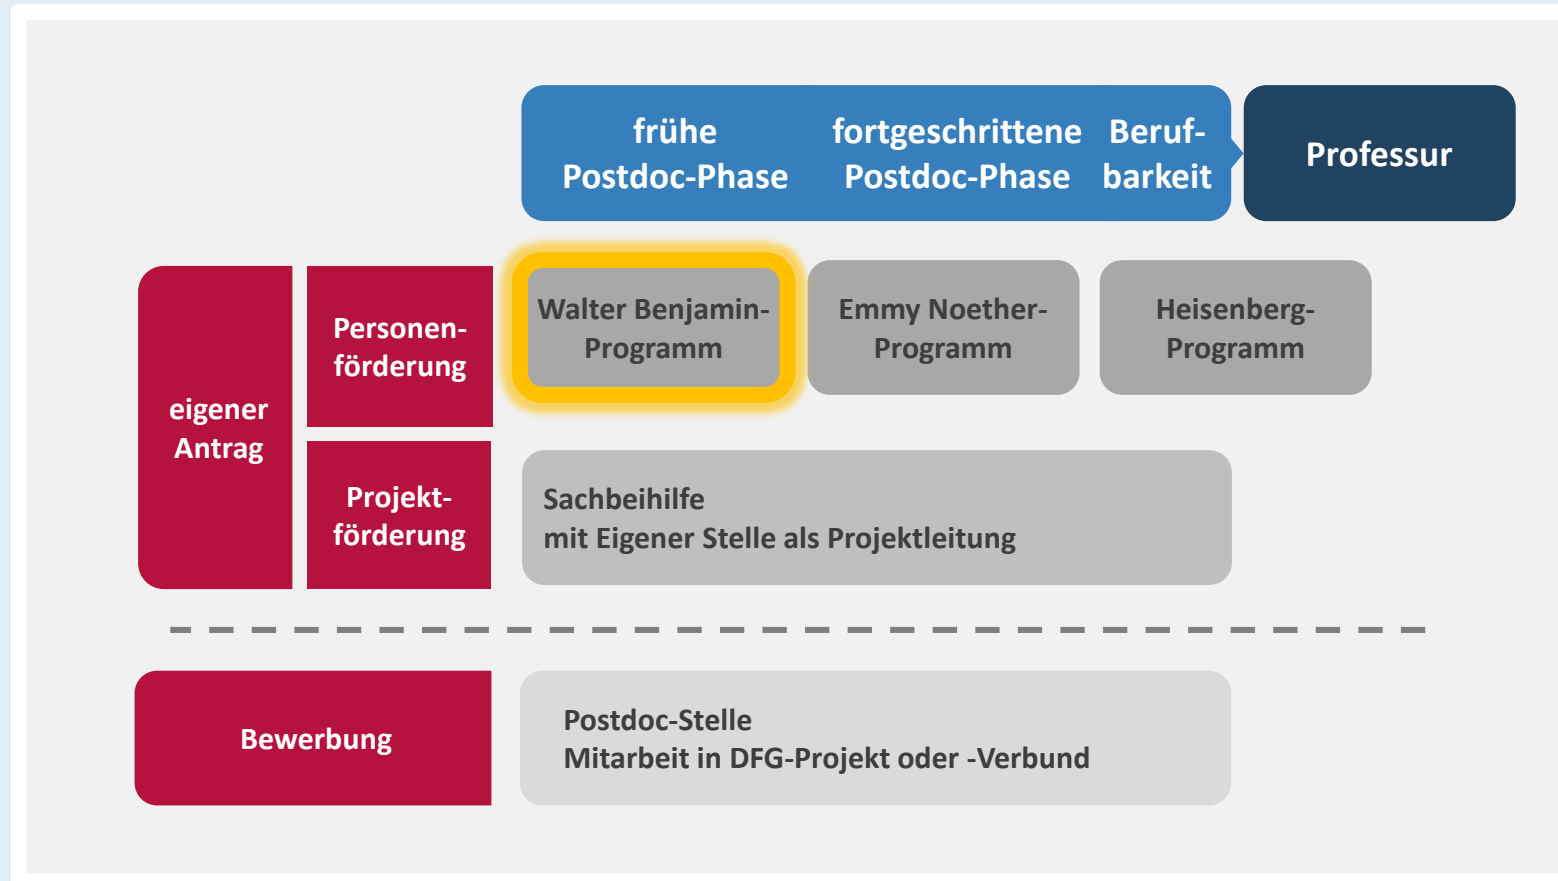 frühe
Postdoc-Phase
fortgeschrittene
Postdoc-Phase
Beruf-
barkeit
Professur
eigener
Antrag
Personen-
förderung
Walter Benjamin-
Programm
Emmy Noether-
Programm
Heisenberg-
Programm
Projekt-
förderung
Sachbeihilfe
mit Eigener Stelle als Projektleitung
Bewerbung
Postdoc-Stelle
Mitarbeit in DFG-Projekt oder -Verbund